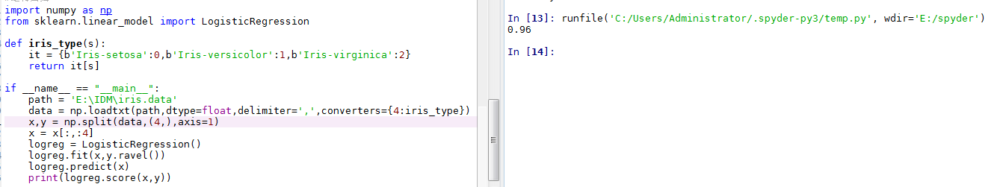 import numpy as np
from sklearn.linear_model import LogisticRegression
def iris_type(s):
    it = {b'Iris-setosa':0,b'Iris-versicolor':1,b'Iris-virginica':2}
    return it[s]
if __name__ == "__main__":
    path = 'E:\IDM\iris.data'
    data = np.loadtxt(path,dtype=float,delimiter=',',converters={4:iris_type})
    x,y = np.split(data,(4,),axis=1)
    x = x[:,:4]
    logreg = LogisticRegression()
    logreg.fit(x,y.ravel())
    logreg.predict(x)
    print(logreg.score(x,y))
In [13]: runfile('C:/Users/Administrator/.spyder-py3/temp.py', wdir='E:/spyder')
0.96
In [14]: